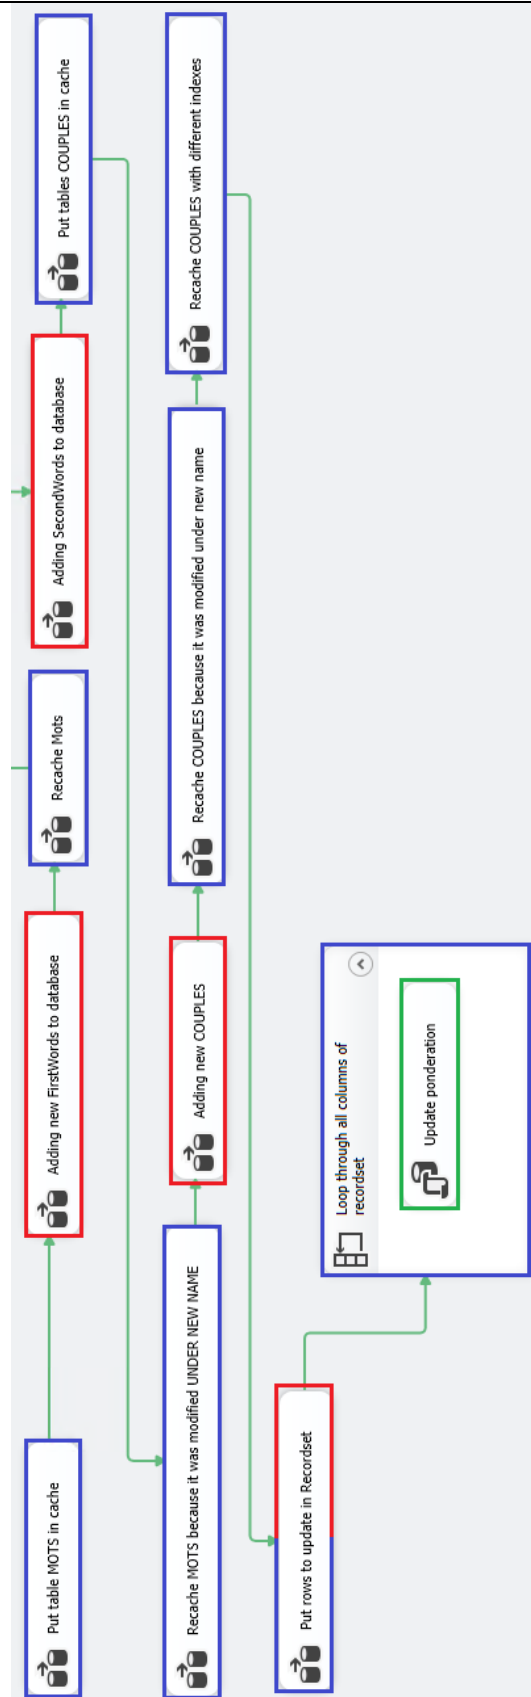 Put table MOTS in cache
Adding new FirstWords to database
Recache Mots
Adding SecondWords to database
Put tables COUPLES in cache
Recache MOTS because it was modified UNDER NEW NAME
Adding new COUPLES
Recache COUPLES because it was modified under new name
Recache COUPLES with different indexes
Put rows to update in Recordset
Loop through all columns of
recordset
Update ponderation